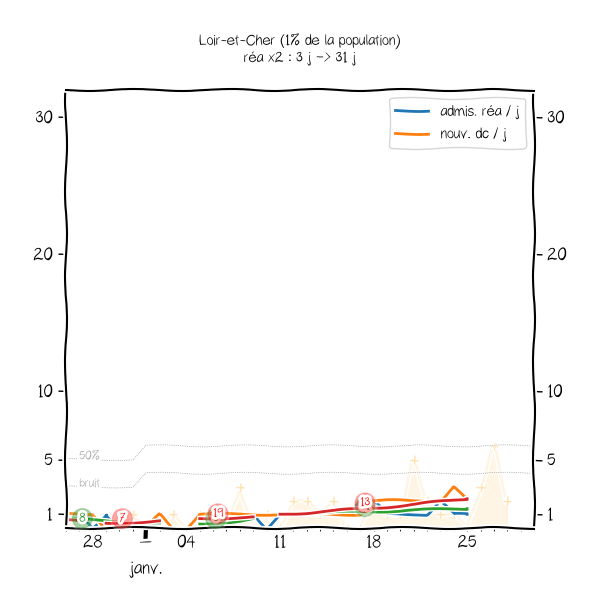 Loir-et-Cher (1% de la population)
réa x2 : 3 j -> 31 j
admis. réa / j
nouv. dc / j
30 30
20 20
10 10
5 5
1 1
50%
bruit
8 7 19 13
28 04 11 18 25
janv.